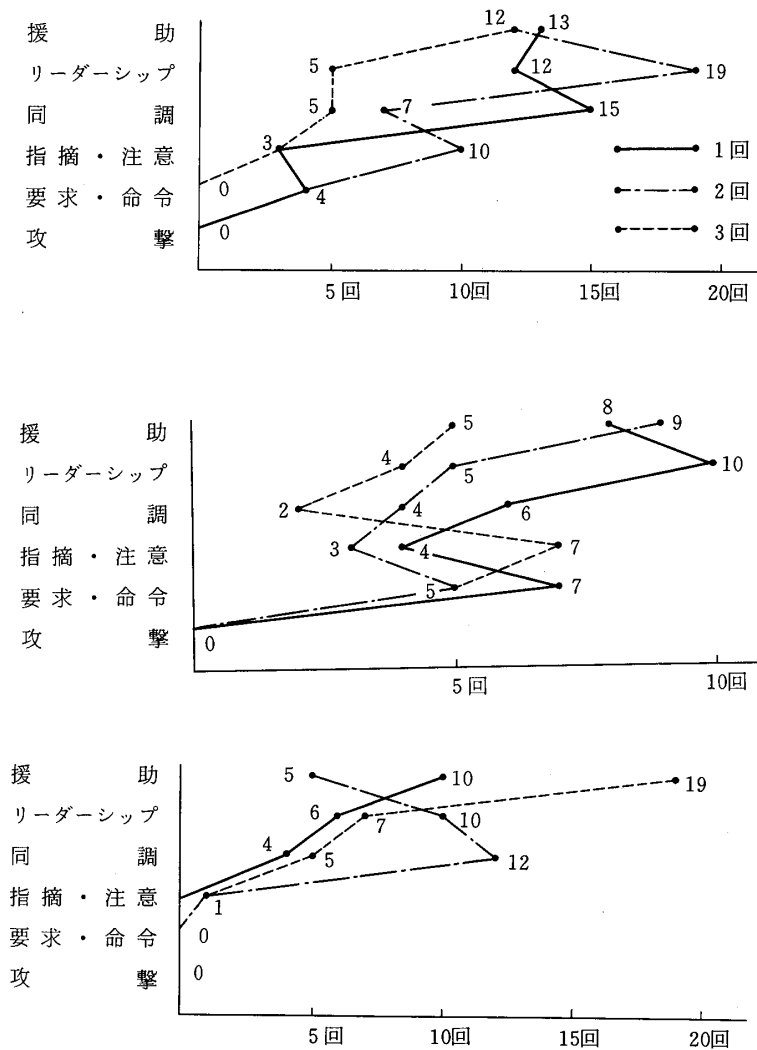 援助 12 13
リーダーシップ 5 12 19
同調 5 7 15
指摘・注意 3 10 1回
要求・命令 0 4 2回
攻撃 0 3回
5回 10回 15回 20回
援助 5 8 9
リーダーシップ 4 5 10
同調 2 4 6
指摘・注意 3 4 7
要求・命令 5 7
攻撃 0
5回 10回
援助 5 10 19
リーダーシップ 6 7 10
同調 4 5 12
指摘・注意 1
要求・命令 0
攻撃 0
5回 10回 15回 20回